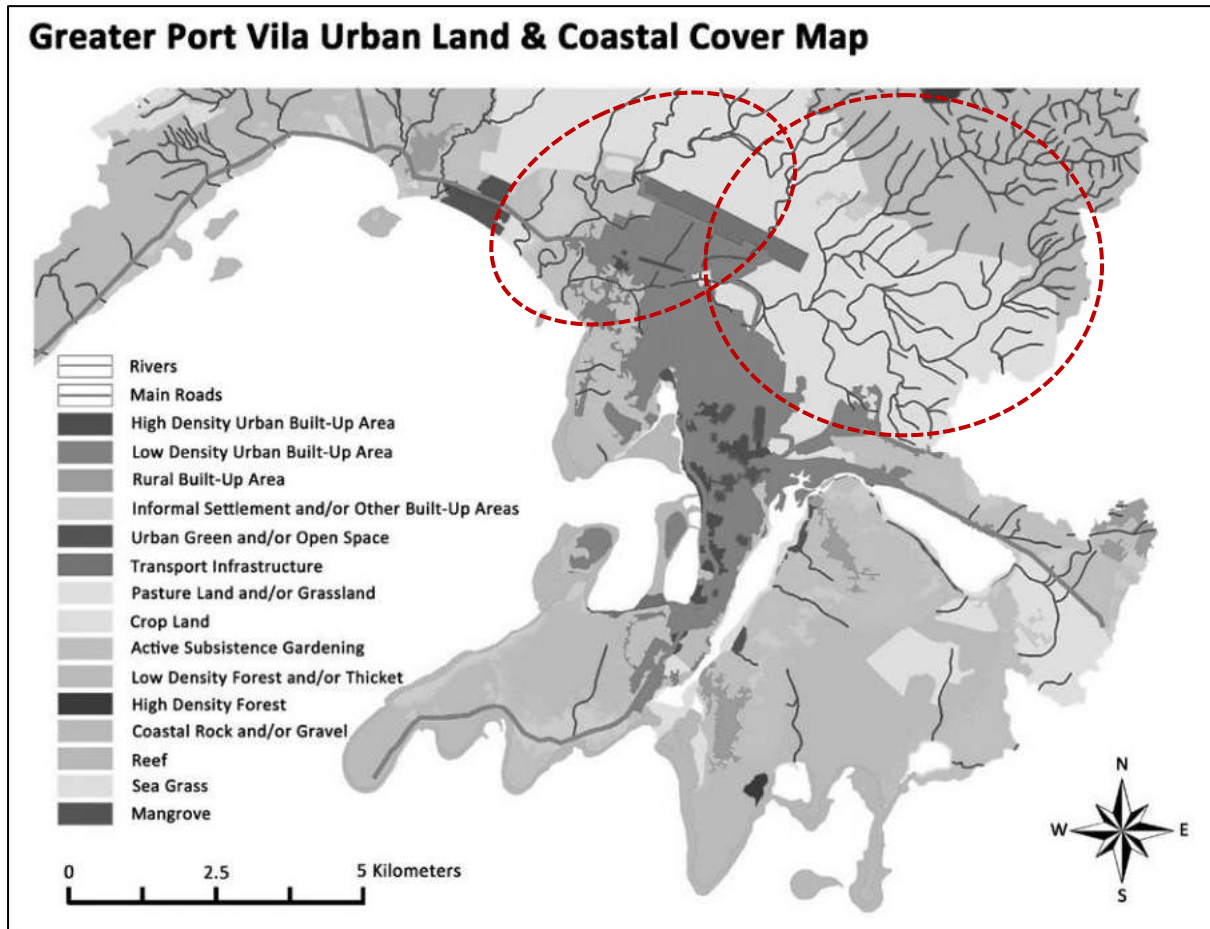 Greater Port Vila Urban Land & Coastal Cover Map
Rivers
Main Roads
High Density Urban Built-Up Area
Low Density Urban Built-Up Area
Rural Built-Up Area
Informal Settlement and/or Other Built-Up Areas
Urban Green and/or Open Space
Transport Infrastructure
Pasture Land and/or Grassland
Crop Land
Active Subsistence Gardening
Low Density Forest and/or Thicket
High Density Forest
Coastal Rock and/or Gravel
Reef
Sea Grass
Mangrove
0 2.5 5 Kilometers
N
W E
S